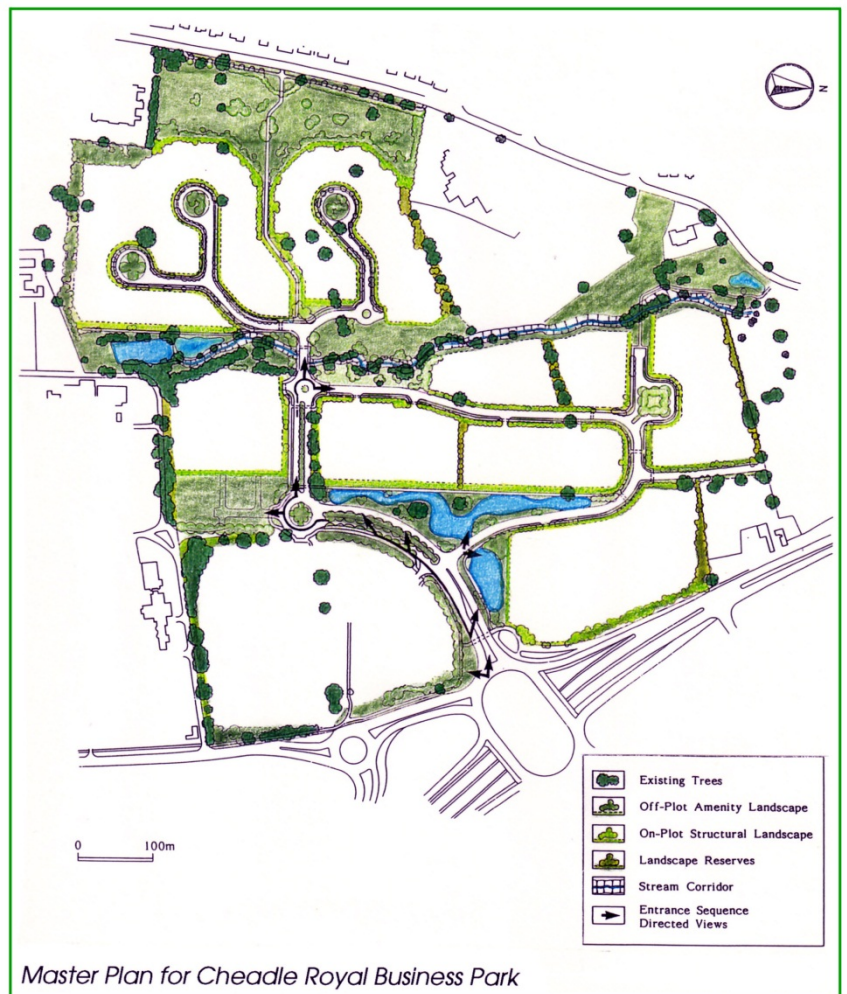 N
Existing Trees
Off-Plot Amenity Landscape
On-Plot Structural Landscape
Landscape Reserves
Stream Corridor
Entrance Sequence
Directed Views
0 100m
Master Plan for Cheadle Royal Business Park